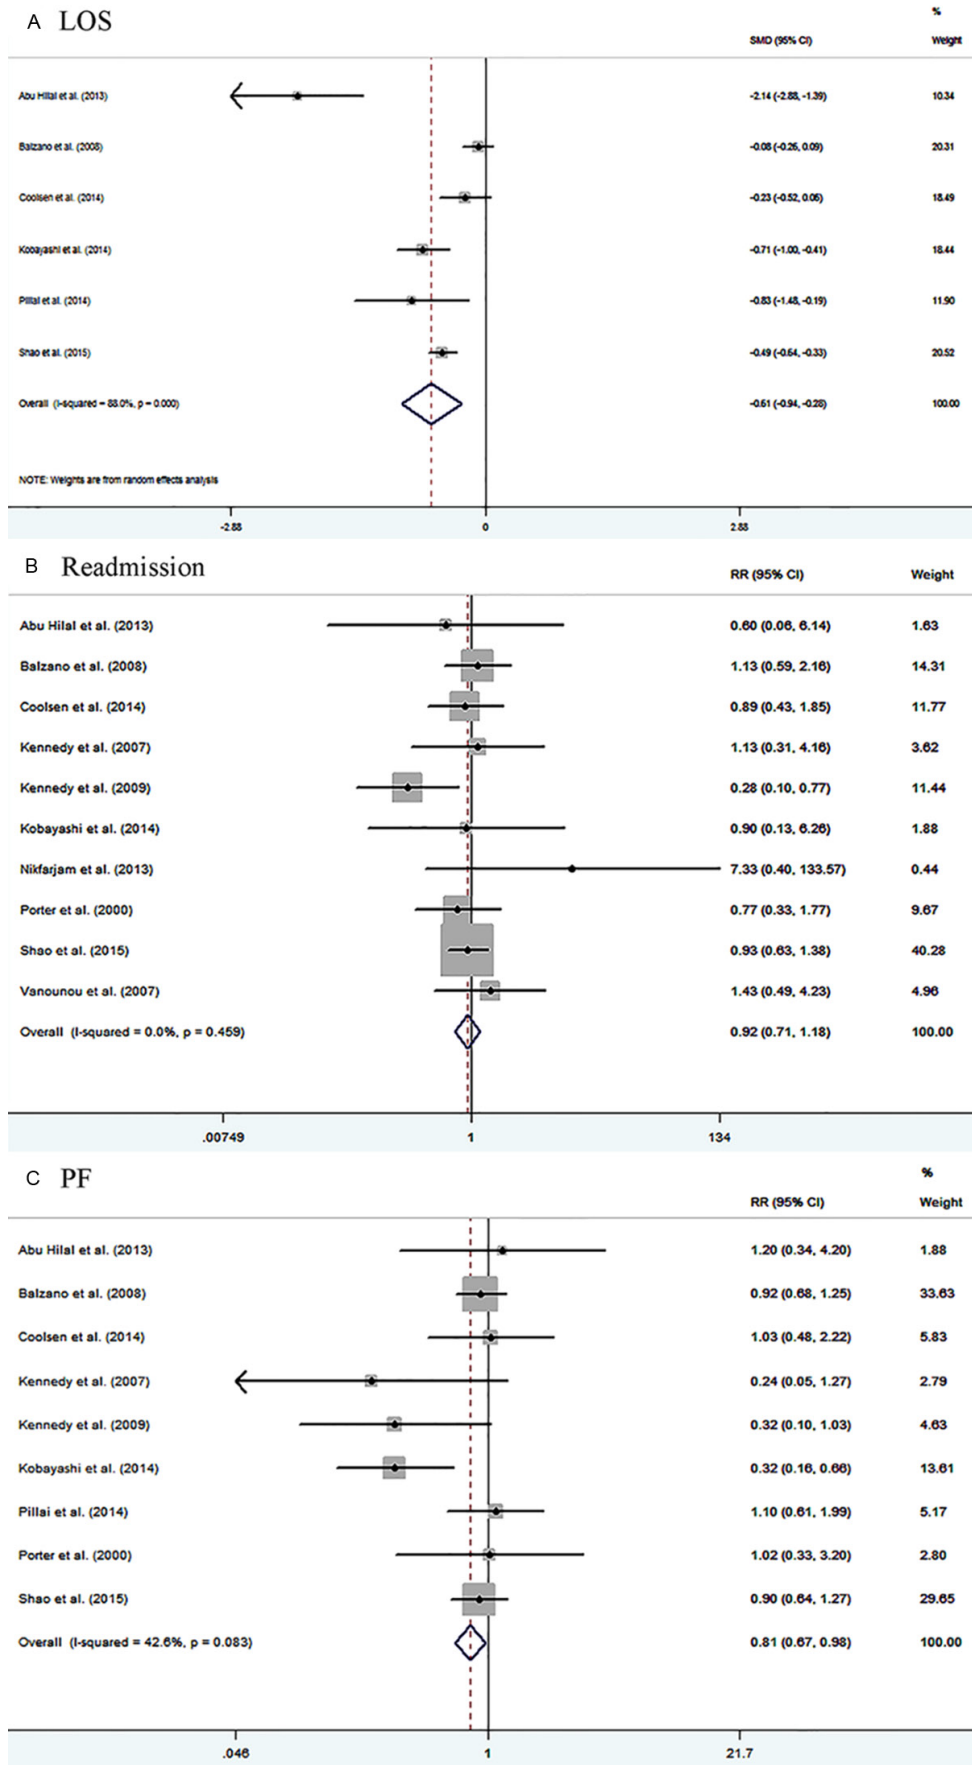 A LOS
%
SMD (95% CI) Weight
Abu Hilal et al. (2013) -2.14 (-2.88, -1.39) 10.34
Balzano et al. (2008) -0.08 (-0.26, 0.09) 20.31
Coolsen et al. (2014) -0.23 (-0.52, 0.06) 18.49
Kobayashi et al. (2014) -0.71 (-1.00, -0.41) 18.44
Pillai et al. (2014) -0.83 (-1.48, -0.19) 11.90
Shao et al. (2015) -0.49 (-0.64, -0.33) 20.52
Overall (I-squared = 88.0%, p = 0.000) -0.61 (-0.94, -0.28) 100.00
NOTE: Weights are from random effects analysis
-2.88 0 2.88
B Readmission
RR (95% CI) Weight
Abu Hilal et al. (2013) 0.60 (0.06, 6.14) 1.63
Balzano et al. (2008) 1.13 (0.59, 2.16) 14.31
Coolsen et al. (2014) 0.89 (0.43, 1.85) 11.77
Kennedy et al. (2007) 1.13 (0.31, 4.16) 3.62
Kennedy et al. (2009) 0.28 (0.10, 0.77) 11.44
Kobayashi et al. (2014) 0.90 (0.13, 6.26) 1.88
Nikfarjam et al. (2013) 7.33 (0.40, 133.57) 0.44
Porter et al. (2000) 0.77 (0.33, 1.77) 9.67
Shao et al. (2015) 0.93 (0.63, 1.38) 40.28
Vanounou et al. (2007) 1.43 (0.49, 4.23) 4.96
Overall (I-squared = 0.0%, p = 0.459) 0.92 (0.71, 1.18) 100.00
.00749 1 134
C PF
%
RR (95% CI) Weight
Abu Hilal et al. (2013) 1.20 (0.34, 4.20) 1.88
Balzano et al. (2008) 0.92 (0.68, 1.25) 33.63
Coolsen et al. (2014) 1.03 (0.48, 2.22) 5.83
Kennedy et al. (2007) 0.24 (0.05, 1.27) 2.79
Kennedy et al. (2009) 0.32 (0.10, 1.03) 4.63
Kobayashi et al. (2014) 0.32 (0.16, 0.66) 13.61
Pillai et al. (2014) 1.10 (0.61, 1.99) 5.17
Porter et al. (2000) 1.02 (0.33, 3.20) 2.80
Shao et al. (2015) 0.90 (0.64, 1.27) 29.65
Overall (I-squared = 42.6%, p = 0.083) 0.81 (0.67, 0.98) 100.00
.046 1 21.7